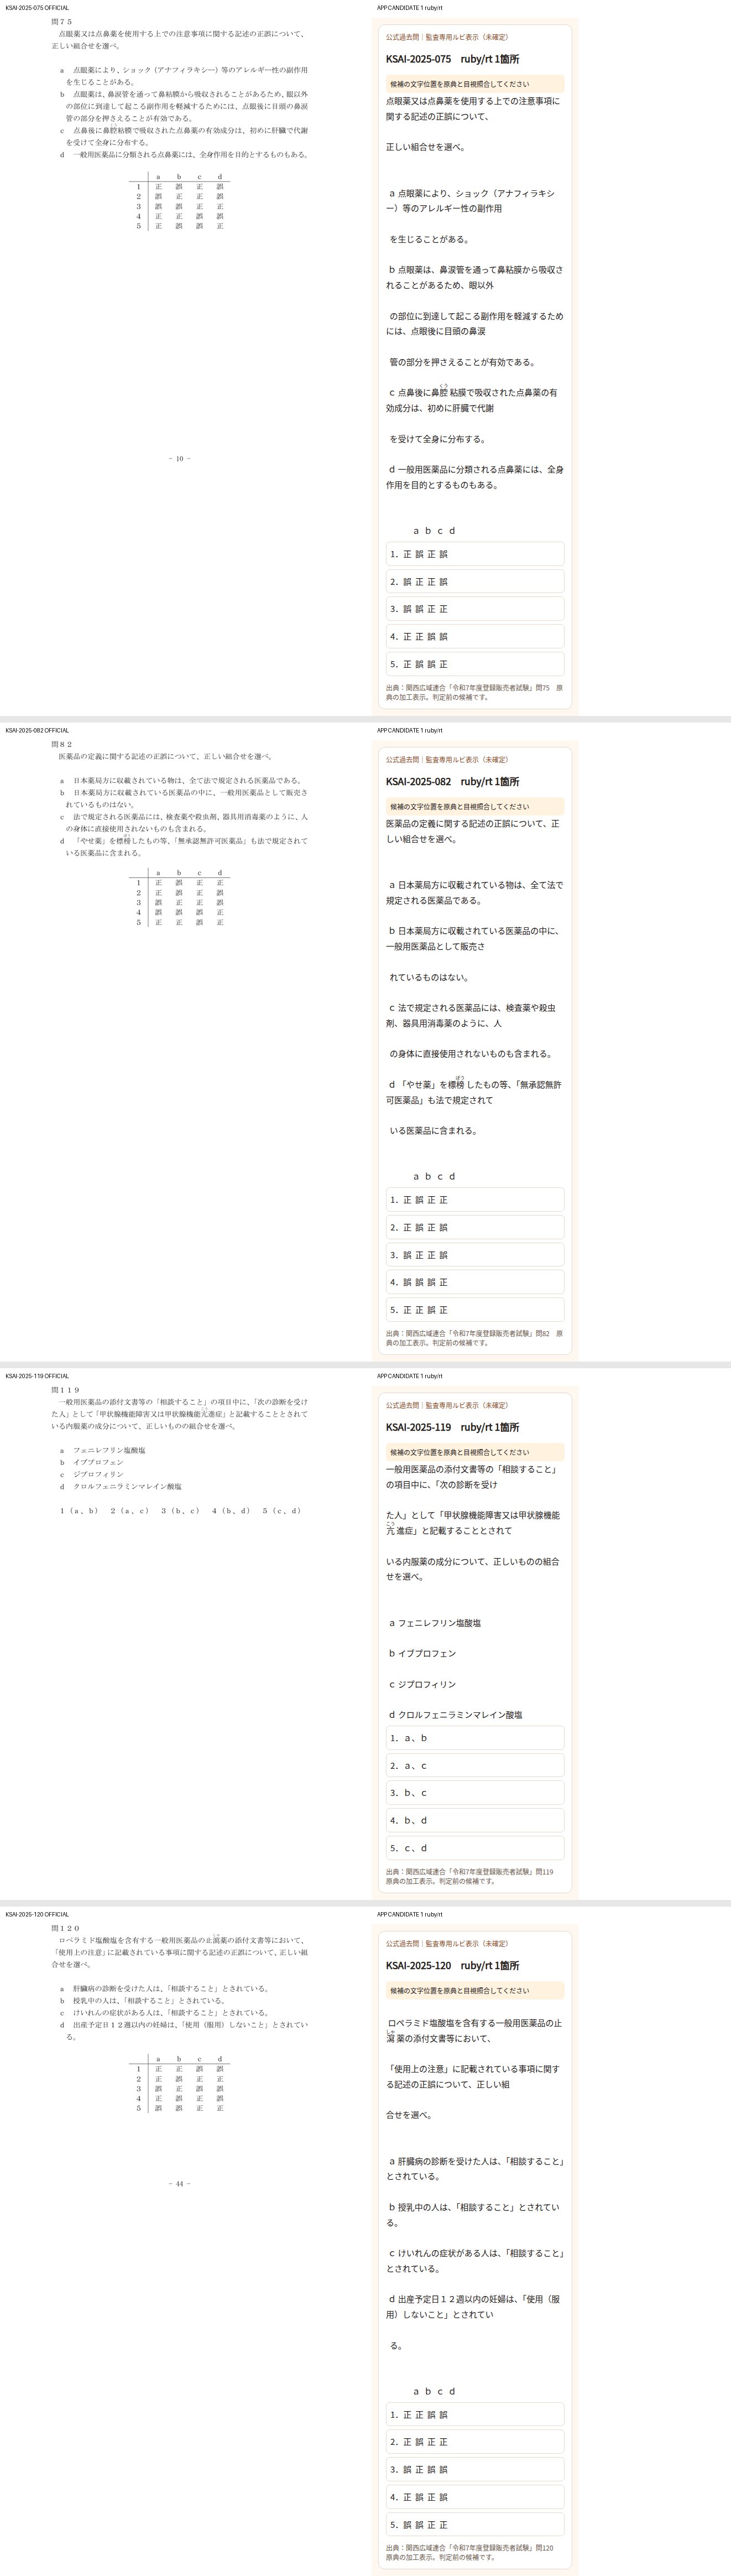 KSAI-2025-075 OFFICIAL
問７５
点眼薬又は点鼻薬を使用する上での注意事項に関する記述の正誤について、
正しい組合せを選べ。
ａ　点眼薬により、ショック（アナフィラキシー）等のアレルギー性の副作用
を生じることがある。
ｂ　点眼薬は、鼻涙管を通って鼻粘膜から吸収されることがあるため、眼以外
の部位に到達して起こる副作用を軽減するためには、点眼後に目頭の鼻涙
管の部分を押さえることが有効である。
くう
ｃ　点鼻後に鼻腔粘膜で吸収された点鼻薬の有効成分は、初めに肝臓で代謝
を受けて全身に分布する。
ｄ　一般用医薬品に分類される点鼻薬には、全身作用を目的とするものもある。
ａ ｂ ｃ ｄ
1 正 誤 正 誤
2 誤 正 正 誤
3 誤 誤 正 正
4 正 正 誤 誤
5 正 誤 誤 正
－ 10 －
APP CANDIDATE 1 ruby/rt
公式過去問｜監査専用ルビ表示（未確定）
KSAI-2025-075　ruby/rt 1箇所
候補の文字位置を原典と目視照合してください
点眼薬又は点鼻薬を使用する上での注意事項に
関する記述の正誤について、
正しい組合せを選べ。
ａ 点眼薬により、ショック（アナフィラキシ
ー）等のアレルギー性の副作用
を生じることがある。
ｂ 点眼薬は、鼻涙管を通って鼻粘膜から吸収さ
れることがあるため、眼以外
の部位に到達して起こる副作用を軽減するため
には、点眼後に目頭の鼻涙
管の部分を押さえることが有効である。
くう
ｃ 点鼻後に鼻腔 粘膜で吸収された点鼻薬の有
効成分は、初めに肝臓で代謝
を受けて全身に分布する。
ｄ 一般用医薬品に分類される点鼻薬には、全身
作用を目的とするものもある。
ａ ｂ ｃ ｄ
1．正 誤 正 誤
2．誤 正 正 誤
3．誤 誤 正 正
4．正 正 誤 誤
5．正 誤 誤 正
出典：関西広域連合「令和7年度登録販売者試験」問75　原
典の加工表示。判定前の候補です。
KSAI-2025-082 OFFICIAL
問８２
医薬品の定義に関する記述の正誤について、正しい組合せを選べ。
ａ　日本薬局方に収載されている物は、全て法で規定される医薬品である。
ｂ　日本薬局方に収載されている医薬品の中に、一般用医薬品として販売さ
れているものはない。
ｃ　法で規定される医薬品には、検査薬や殺虫剤、器具用消毒薬のように、人
の身体に直接使用されないものも含まれる。
ぼう
ｄ　「やせ薬」を標榜したもの等、「無承認無許可医薬品」も法で規定されて
いる医薬品に含まれる。
ａ ｂ ｃ ｄ
1 正 誤 正 正
2 正 正 誤 誤
3 誤 正 正 誤
4 誤 誤 誤 正
5 正 正 誤 正
APP CANDIDATE 1 ruby/rt
公式過去問｜監査専用ルビ表示（未確定）
KSAI-2025-082　ruby/rt 1箇所
候補の文字位置を原典と目視照合してください
医薬品の定義に関する記述の正誤について、正
しい組合せを選べ。
ａ 日本薬局方に収載されている物は、全て法で
規定される医薬品である。
ｂ 日本薬局方に収載されている医薬品の中に、
一般用医薬品として販売さ
れているものはない。
ｃ 法で規定される医薬品には、検査薬や殺虫
剤、器具用消毒薬のように、人
の身体に直接使用されないものも含まれる。
ぼう
ｄ 「やせ薬」を標榜 したもの等、「無承認無許
可医薬品」も法で規定されて
いる医薬品に含まれる。
ａ ｂ ｃ ｄ
1．正 誤 正 正
2．正 正 誤 誤
3．誤 正 正 誤
4．誤 誤 誤 正
5．正 正 誤 正
出典：関西広域連合「令和7年度登録販売者試験」問82　原
典の加工表示。判定前の候補です。
KSAI-2025-119 OFFICIAL
問１１９
一般用医薬品の添付文書等の「相談すること」の項目中に、「次の診断を受け
こう
た人」として「甲状腺機能障害又は甲状腺機能亢進症」と記載することとされて
いる内服薬の成分について、正しいものの組合せを選べ。
ａ　フェニレフリン塩酸塩
ｂ　イブプロフェン
ｃ　ジプロフィリン
ｄ　クロルフェニラミンマレイン酸塩
1（ａ、ｂ）　2（ａ、ｃ）　3（ｂ、ｃ）　4（ｂ、ｄ）　5（ｃ、ｄ）
APP CANDIDATE 1 ruby/rt
公式過去問｜監査専用ルビ表示（未確定）
KSAI-2025-119　ruby/rt 1箇所
候補の文字位置を原典と目視照合してください
一般用医薬品の添付文書等の「相談すること」
の項目中に、「次の診断を受け
た人」として「甲状腺機能障害又は甲状腺機能
こう
亢 進症」と記載することとされて
いる内服薬の成分について、正しいものの組合
せを選べ。
ａ フェニレフリン塩酸塩
ｂ イブプロフェン
ｃ ジプロフィリン
ｄ クロルフェニラミンマレイン酸塩
1．ａ、ｂ
2．ａ、ｃ
3．ｂ、ｃ
4．ｂ、ｄ
5．ｃ、ｄ
出典：関西広域連合「令和7年度登録販売者試験」問119
原典の加工表示。判定前の候補です。
KSAI-2025-120 OFFICIAL
問１２０
しゃ
ロペラミド塩酸塩を含有する一般用医薬品の止瀉薬の添付文書等において、
「使用上の注意」に記載されている事項に関する記述の正誤について、正しい組
合せを選べ。
ａ　肝臓病の診断を受けた人は、「相談すること」とされている。
ｂ　授乳中の人は、「相談すること」とされている。
ｃ　けいれんの症状がある人は、「相談すること」とされている。
ｄ　出産予定日１２週以内の妊婦は、「使用（服用）しないこと」とされてい
る。
ａ ｂ ｃ ｄ
1 正 正 誤 誤
2 正 誤 正 正
3 誤 正 誤 誤
4 正 誤 正 誤
5 誤 誤 正 正
－ 44 －
APP CANDIDATE 1 ruby/rt
公式過去問｜監査専用ルビ表示（未確定）
KSAI-2025-120　ruby/rt 1箇所
候補の文字位置を原典と目視照合してください
ロペラミド塩酸塩を含有する一般用医薬品の止
しゃ
瀉 薬の添付文書等において、
「使用上の注意」に記載されている事項に関す
る記述の正誤について、正しい組
合せを選べ。
ａ 肝臓病の診断を受けた人は、「相談すること」
とされている。
ｂ 授乳中の人は、「相談すること」とされてい
る。
ｃ けいれんの症状がある人は、「相談すること」
とされている。
ｄ 出産予定日１２週以内の妊婦は、「使用（服
用）しないこと」とされてい
る。
ａ ｂ ｃ ｄ
1．正 正 誤 誤
2．正 誤 正 正
3．誤 正 誤 誤
4．正 誤 正 誤
5．誤 誤 正 正
出典：関西広域連合「令和7年度登録販売者試験」問120
原典の加工表示。判定前の候補です。